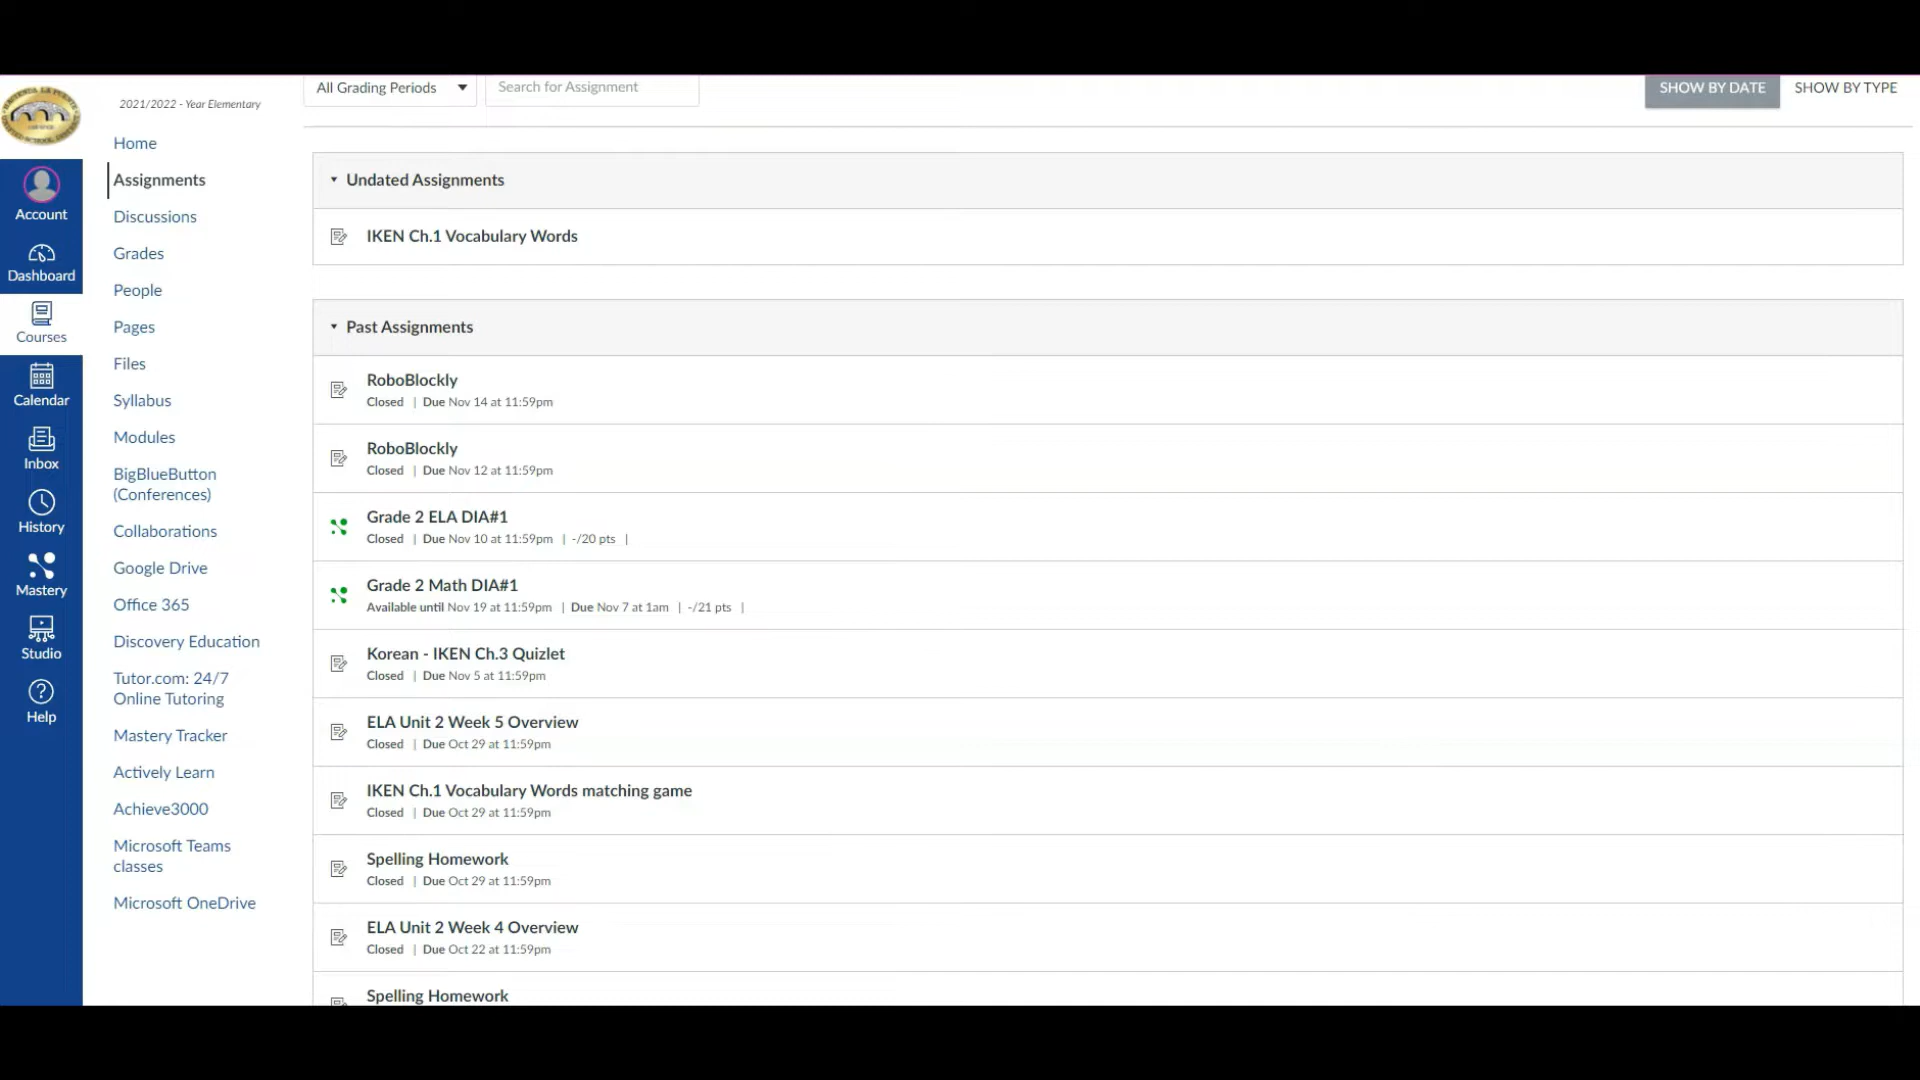 All Grading Periods
Search for Assignment
SHOW BY DATE
SHOW BY TYPE
2021/2022 - Year Elementary
Account
Dashboard
Courses
Calendar
Inbox
History
Mastery
Studio
Help
Home
Assignments
Discussions
Grades
People
Pages
Files
Syllabus
Modules
BigBlueButton
(Conferences)
Collaborations
Google Drive
Office 365
Discovery Education
Tutor.com: 24/7
Online Tutoring
Mastery Tracker
Actively Learn
Achieve3000
Microsoft Teams
classes
Microsoft OneDrive
Undated Assignments
IKEN Ch.1 Vocabulary Words
Past Assignments
RoboBlockly
Closed | Due Nov 14 at 11:59pm
RoboBlockly
Closed | Due Nov 12 at 11:59pm
Grade 2 ELA DIA#1
Closed | Due Nov 10 at 11:59pm | -/20 pts |
Grade 2 Math DIA#1
Available until Nov 19 at 11:59pm | Due Nov 7 at 1am | -/21 pts |
Korean - IKEN Ch.3 Quizlet
Closed | Due Nov 5 at 11:59pm
ELA Unit 2 Week 5 Overview
Closed | Due Oct 29 at 11:59pm
IKEN Ch.1 Vocabulary Words matching game
Closed | Due Oct 29 at 11:59pm
Spelling Homework
Closed | Due Oct 29 at 11:59pm
ELA Unit 2 Week 4 Overview
Closed | Due Oct 22 at 11:59pm
Spelling Homework